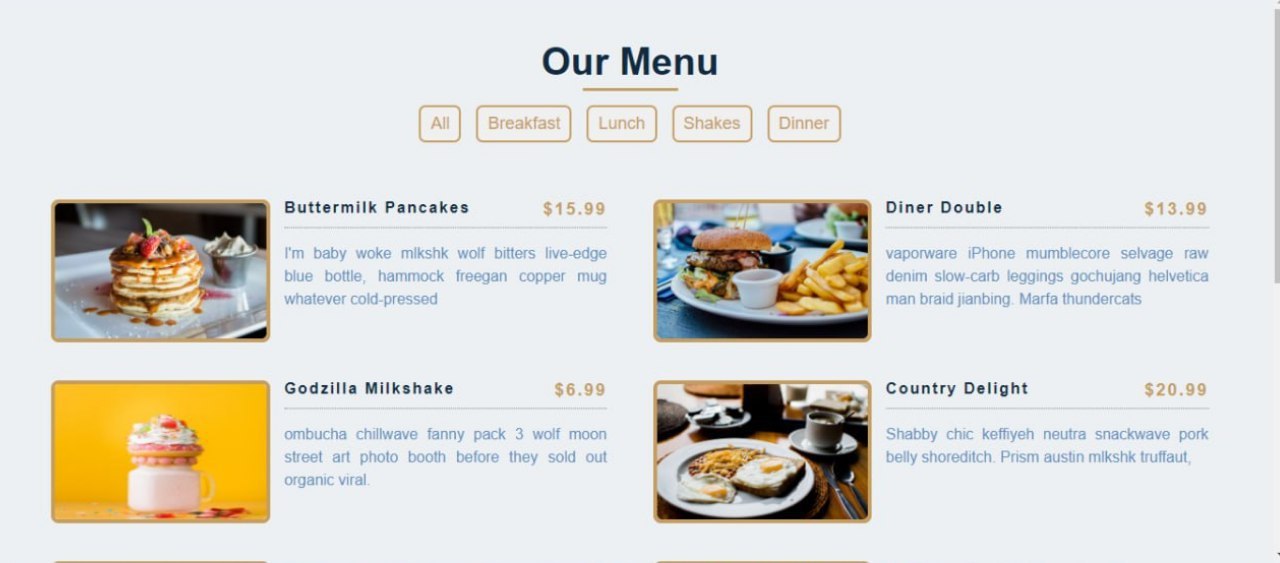 Our Menu
All Breakfast Lunch Shakes Dinner
Buttermilk Pancakes $15.99
I'm baby woke mlkshk wolf bitters live-edge
blue bottle, hammock freegan copper mug
whatever cold-pressed
Diner Double $13.99
vaporware iPhone mumblecore selvage raw
denim slow-carb leggings gochujang helvetica
man braid jianbing. Marfa thundercats
Godzilla Milkshake $6.99
ombucha chillwave fanny pack 3 wolf moon
street art photo booth before they sold out
organic viral.
Country Delight $20.99
Shabby chic keffiyeh neutra snackwave pork
belly shoreditch. Prism austin mlkshk truffaut,